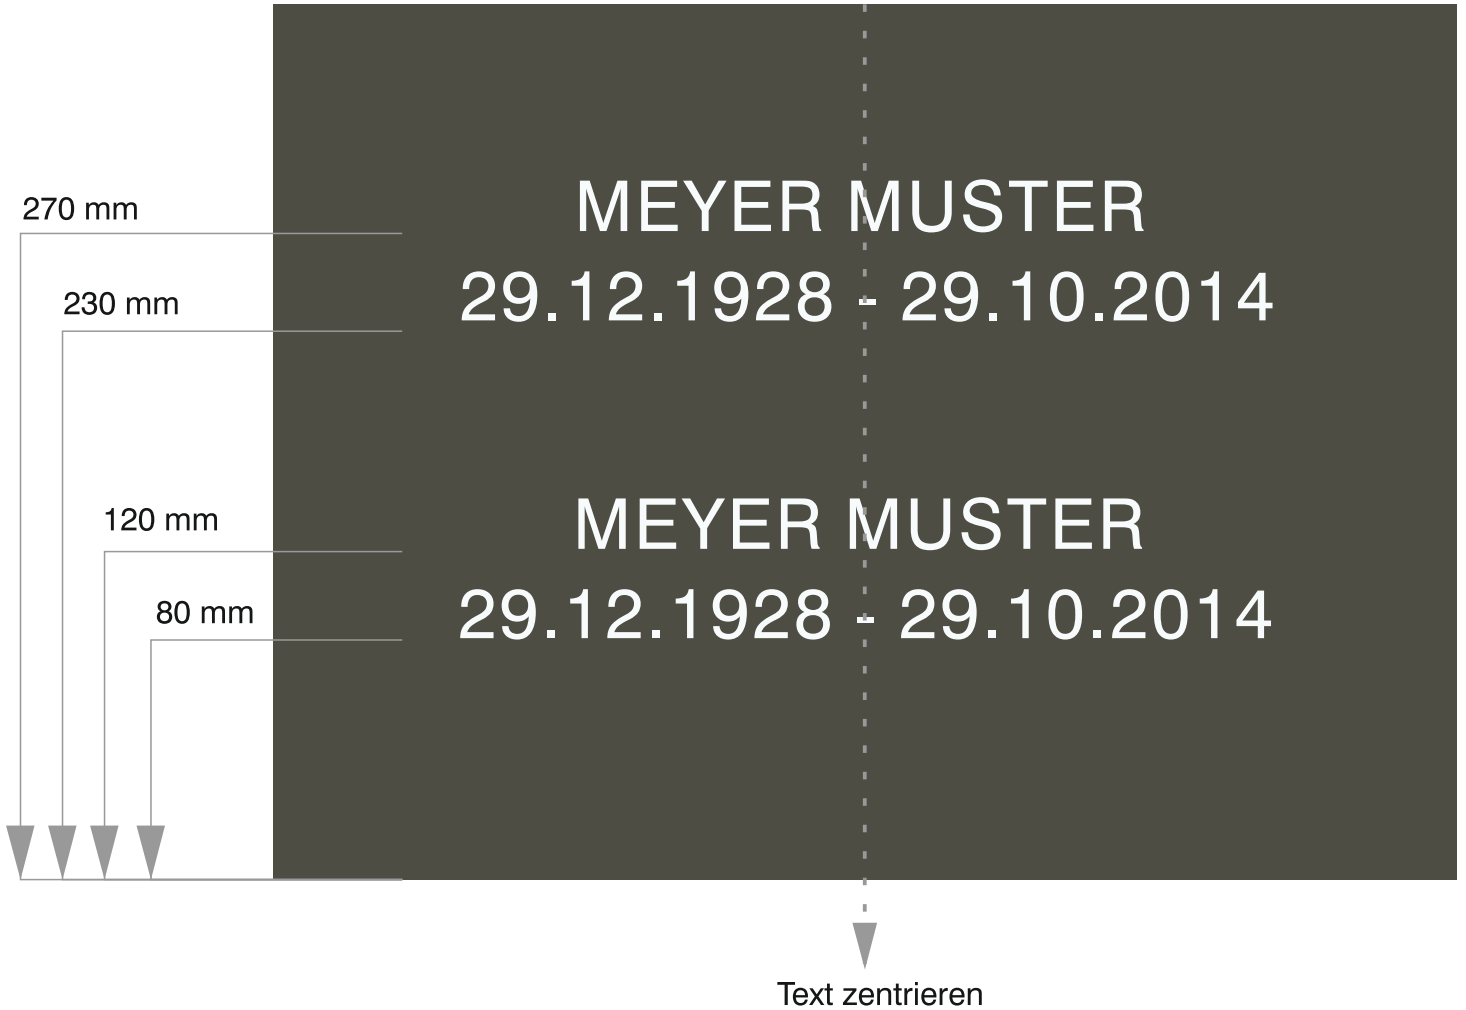 270 mm
MEYER MUSTER
230 mm
29.12.1928 - 29.10.2014
120 mm
MEYER MUSTER
80 mm
29.12.1928 - 29.10.2014
Text zentrieren